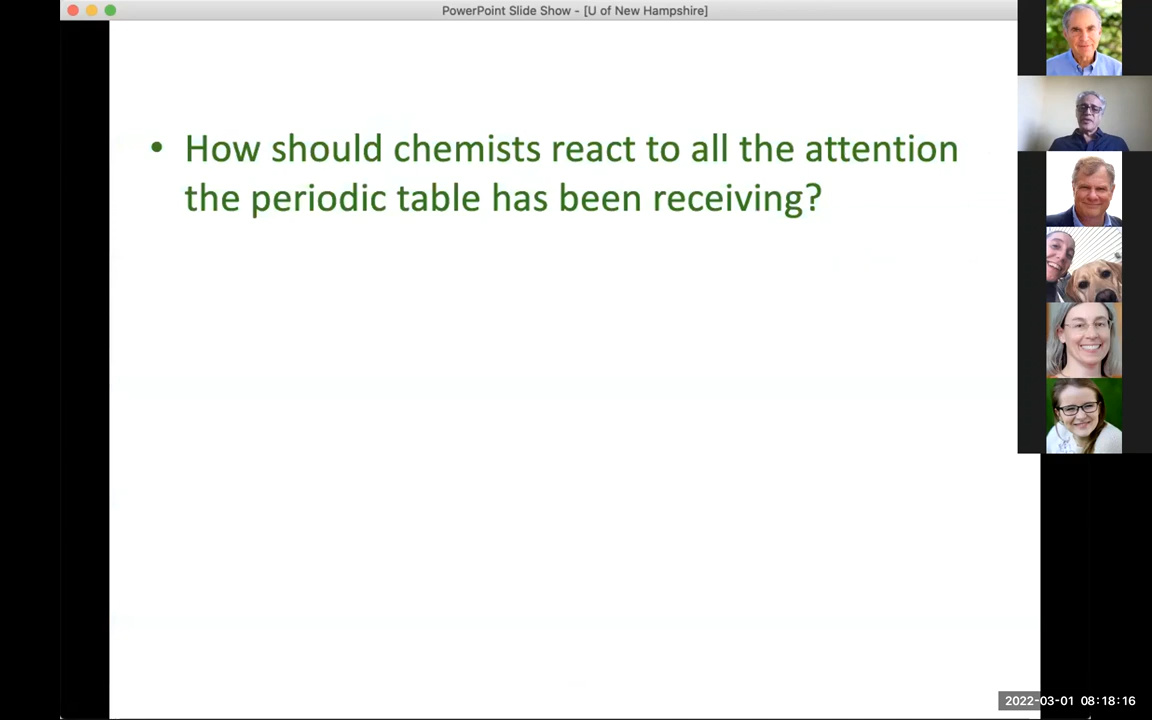 PowerPoint Slide Show - [U of New Hampshire]
• How should chemists react to all the attention
the periodic table has been receiving?
2022-03-01 08:18:16